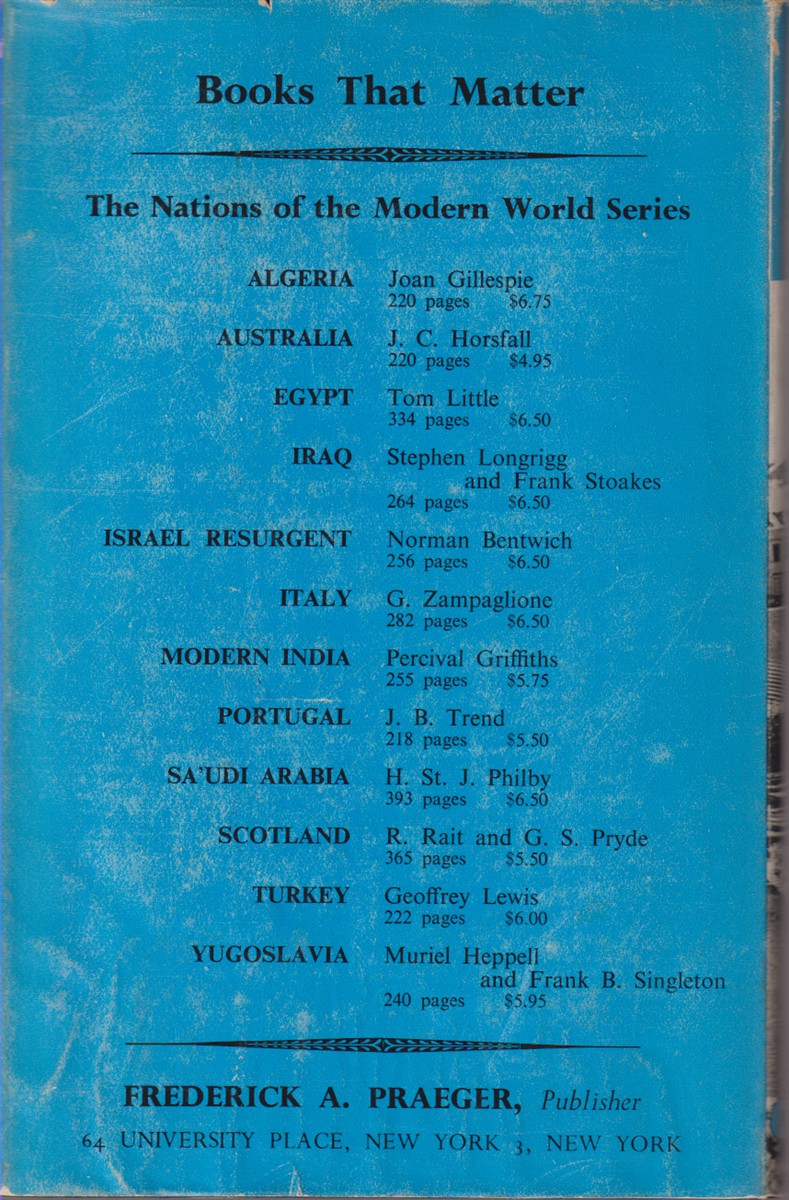 Books That Matter
The Nations of the Modern World Series
ALGERIA Joan Gillespie
220 pages $6.75
AUSTRALIA J. C. Horsfall
220 pages $4.95
EGYPT Tom Little
334 pages $6.50
IRAQ Stephen Longrigg
and Frank Stoakes
264 pages $6.50
ISRAEL RESURGENT Norman Bentwich
256 pages $6.50
ITALY G. Zampaglione
282 pages $6.50
MODERN INDIA Percival Griffiths
255 pages $5.75
PORTUGAL J. B. Trend
218 pages $5.50
SA'UDI ARABIA H. St. J. Philby
393 pages $6.50
SCOTLAND R. Rait and G. S. Pryde
365 pages $5.50
TURKEY Geoffrey Lewis
222 pages $6.00
YUGOSLAVIA Muriel Heppell
and Frank B. Singleton
240 pages $5.95
FREDERICK A. PRAEGER, Publisher
64 UNIVERSITY PLACE, NEW YORK 3, NEW YORK